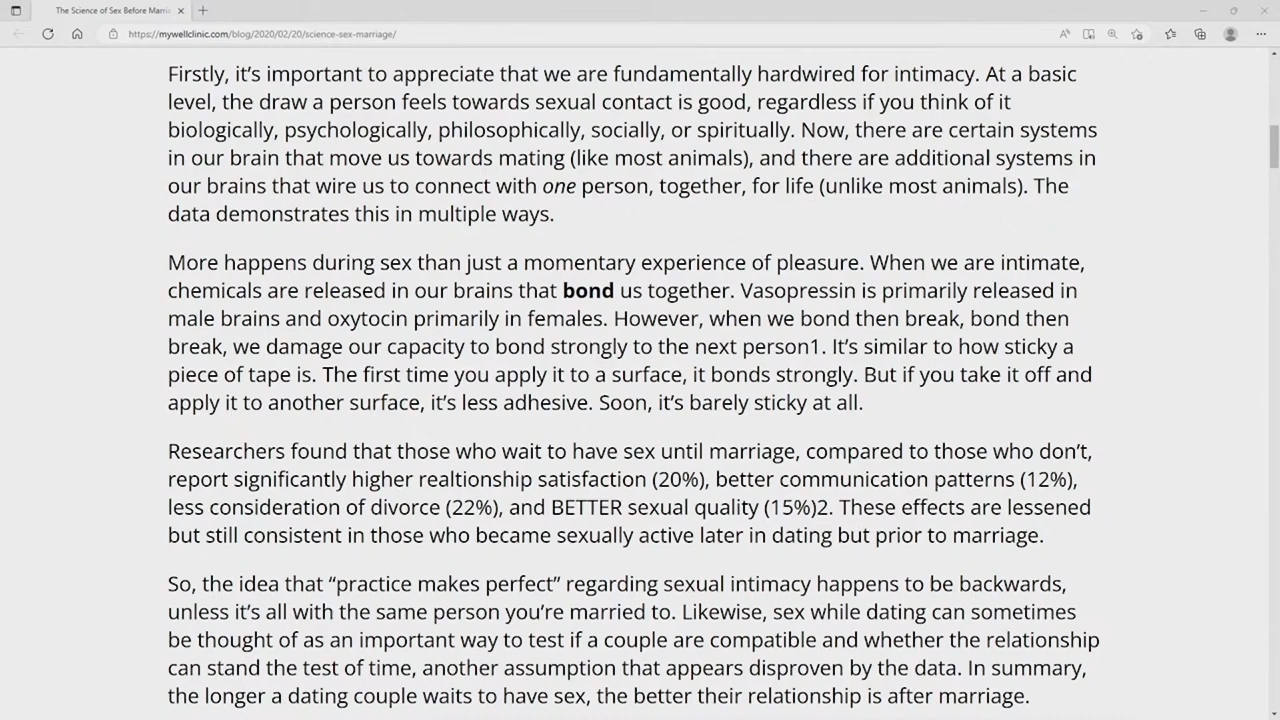 The Science of Sex Before Marri
https://mywellclinic.com/blog/2020/02/20/science-sex-marriage/
Firstly, it’s important to appreciate that we are fundamentally hardwired for intimacy. At a basic
level, the draw a person feels towards sexual contact is good, regardless if you think of it
biologically, psychologically, philosophically, socially, or spiritually. Now, there are certain systems
in our brain that move us towards mating (like most animals), and there are additional systems in
our brains that wire us to connect with one person, together, for life (unlike most animals). The
data demonstrates this in multiple ways.
More happens during sex than just a momentary experience of pleasure. When we are intimate,
chemicals are released in our brains that bond us together. Vasopressin is primarily released in
male brains and oxytocin primarily in females. However, when we bond then break, bond then
break, we damage our capacity to bond strongly to the next person1. It’s similar to how sticky a
piece of tape is. The first time you apply it to a surface, it bonds strongly. But if you take it off and
apply it to another surface, it’s less adhesive. Soon, it’s barely sticky at all.
Researchers found that those who wait to have sex until marriage, compared to those who don’t,
report significantly higher realtionship satisfaction (20%), better communication patterns (12%),
less consideration of divorce (22%), and BETTER sexual quality (15%)2. These effects are lessened
but still consistent in those who became sexually active later in dating but prior to marriage.
So, the idea that “practice makes perfect” regarding sexual intimacy happens to be backwards,
unless it’s all with the same person you’re married to. Likewise, sex while dating can sometimes
be thought of as an important way to test if a couple are compatible and whether the relationship
can stand the test of time, another assumption that appears disproven by the data. In summary,
the longer a dating couple waits to have sex, the better their relationship is after marriage.